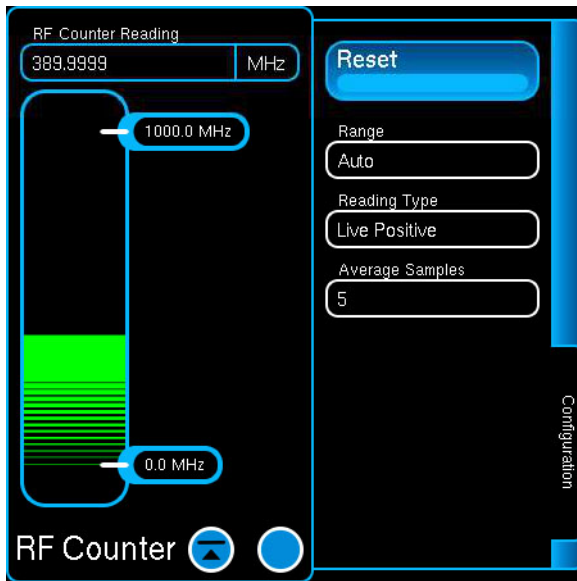 RF Counter Reading
389.9999 MHz
1000.0 MHz
0.0 MHz
RF Counter
Reset
Range
Auto
Reading Type
Live Positive
Average Samples
5
Configuration